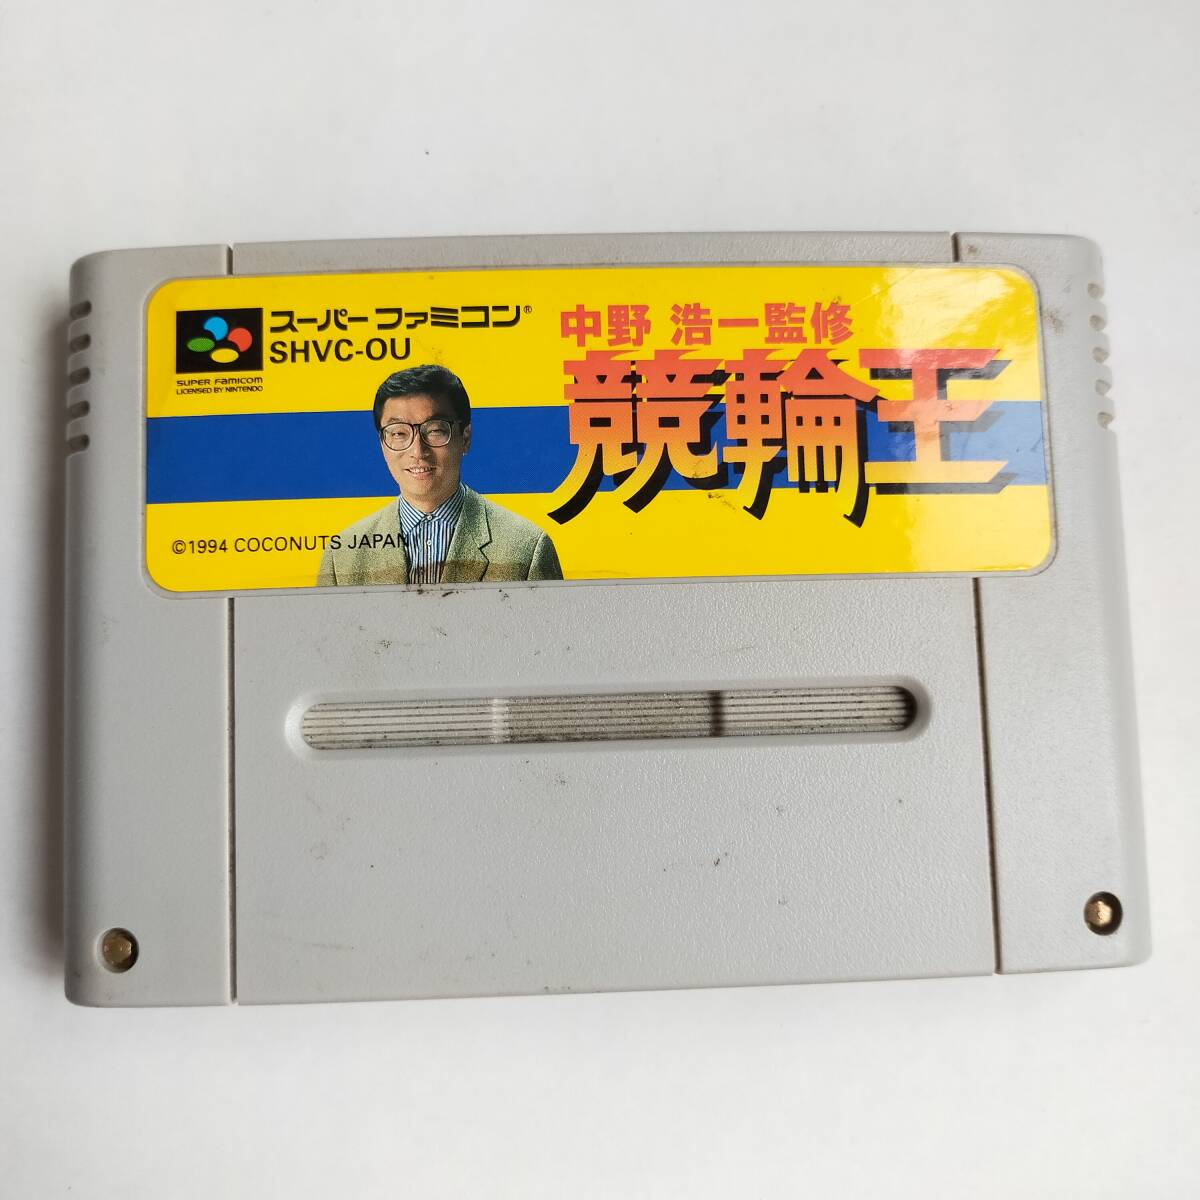 スーパーファミコン®
SHVC-OU
SUPER FAMICOM
LICENSED BY NINTENDO
中野 浩一監修
競輪王
©1994 COCONUTS JAPAN